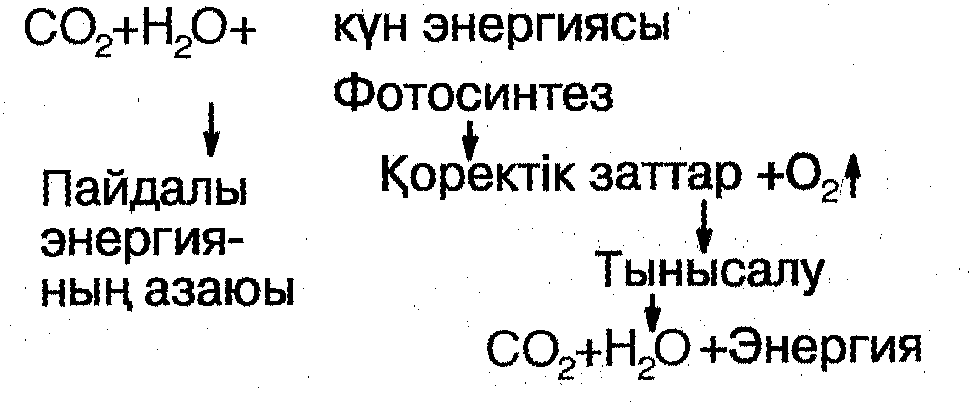 CO₂+H₂O+ күн энергиясы
Фотосинтез
Қоректік заттар +O₂↑
Пайдалы
энергия-
ның азаюы
Тынысалу
CO₂+H₂O+Энергия